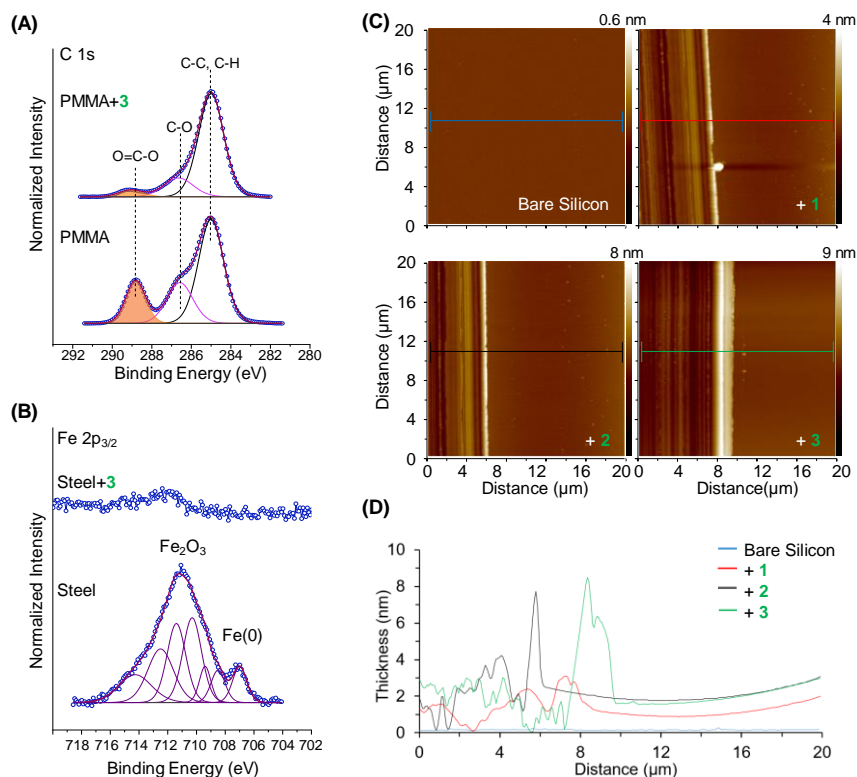 (A)
C 1s
C-C, C-H
PMMA+3
C-O
O=C-O
PMMA
Normalized Intensity
292 290 288 286 284 282 280
Binding Energy (eV)
(B)
Fe 2p3/2
Steel+3
Fe2O3
Steel
Fe(0)
Normalized Intensity
718 716 714 712 710 708 706 704 702
Binding Energy (eV)
(C)
0.6 nm
4 nm
20
16
12
8
4
0
Distance (µm)
Bare Silicon
+ 1
8 nm
9 nm
20
16
12
8
4
0
Distance (µm)
+ 2
+ 3
0 4 8 12 16 20
0 4 8 12 16 20
Distance (µm)
Distance(µm)
(D)
10
8
6
4
2
0
Thickness (nm)
Bare Silicon
+ 1
+ 2
+ 3
0 4 8 12 16 20
Distance (µm)